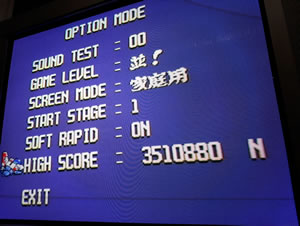 OPTION MODE
SOUND TEST = 00
GAME LEVEL = 並!
SCREEN MODE = 家庭用
START STAGE = 1
SOFT RAPID = ON
HIGH SCORE = 3510880 N
EXIT